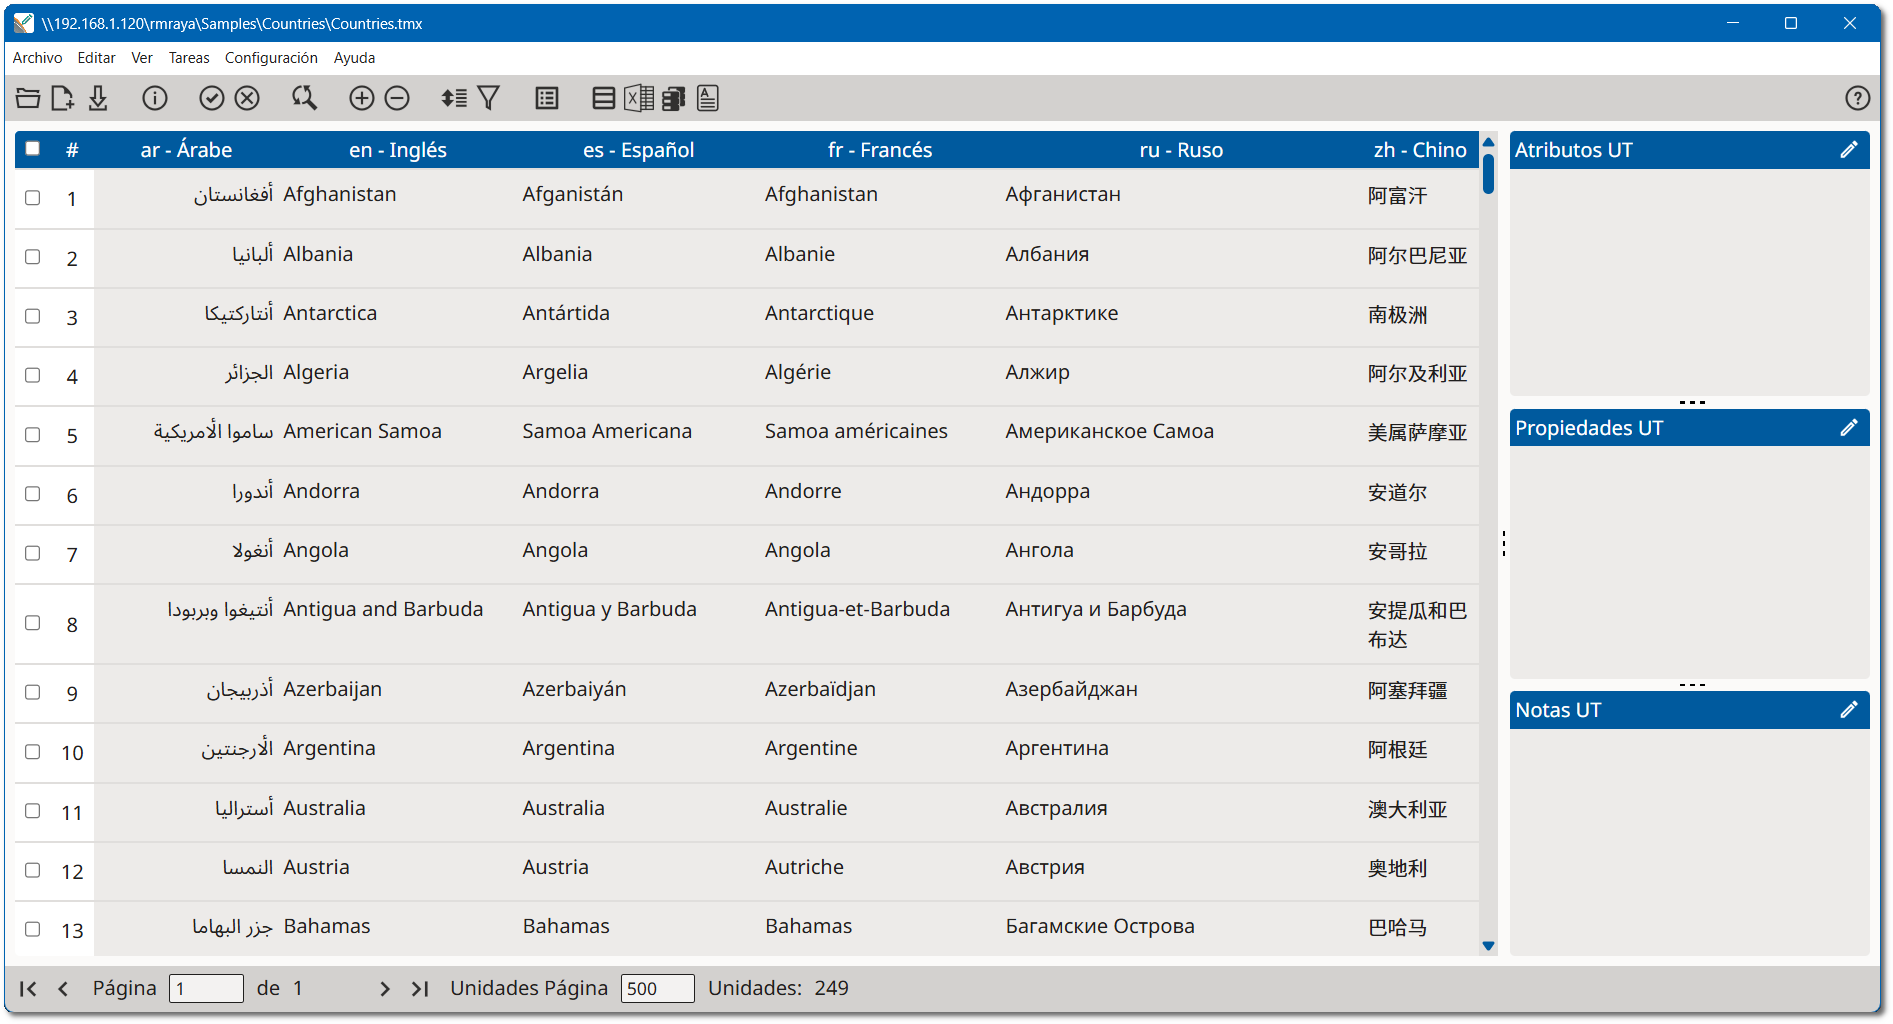 \\192.168.1.120\rmraya\Samples\Countries\Countries.tmx
Archivo Editar Ver Tareas Configuración Ayuda
# ar - Árabe en - Inglés es - Español fr - Francés ru - Ruso zh - Chino
1 أفغانستان Afghanistan Afganistán Afghanistan Афганистан 阿富汗
2 ألبانيا Albania Albania Albanie Албания 阿尔巴尼亚
3 أنتاركتيكا Antarctica Antártida Antarctique Антарктике 南极洲
4 الجزائر Algeria Argelia Algérie Алжир 阿尔及利亚
5 ساموا الأمريكية American Samoa Samoa Americana Samoa américaines Американское Самоа 美属萨摩亚
6 أندورا Andorra Andorra Andorre Андорра 安道尔
7 أنغولا Angola Angola Angola Ангола 安哥拉
8 أنتيغوا وبربودا Antigua and Barbuda Antigua y Barbuda Antigua-et-Barbuda Антигуа и Барбуда 安提瓜和巴
布达
9 أذربيجان Azerbaijan Azerbaiyán Azerbaïdjan Азербайджан 阿塞拜疆
10 الأرجنتين Argentina Argentina Argentine Аргентина 阿根廷
11 أستراليا Australia Australia Australie Австралия 澳大利亚
12 النمسا Austria Austria Autriche Австрия 奥地利
13 جزر البهاما Bahamas Bahamas Bahamas Багамские Острова 巴哈马
Atributos UT
Propiedades UT
Notas UT
Página 1 de 1 Unidades Página 500 Unidades: 249